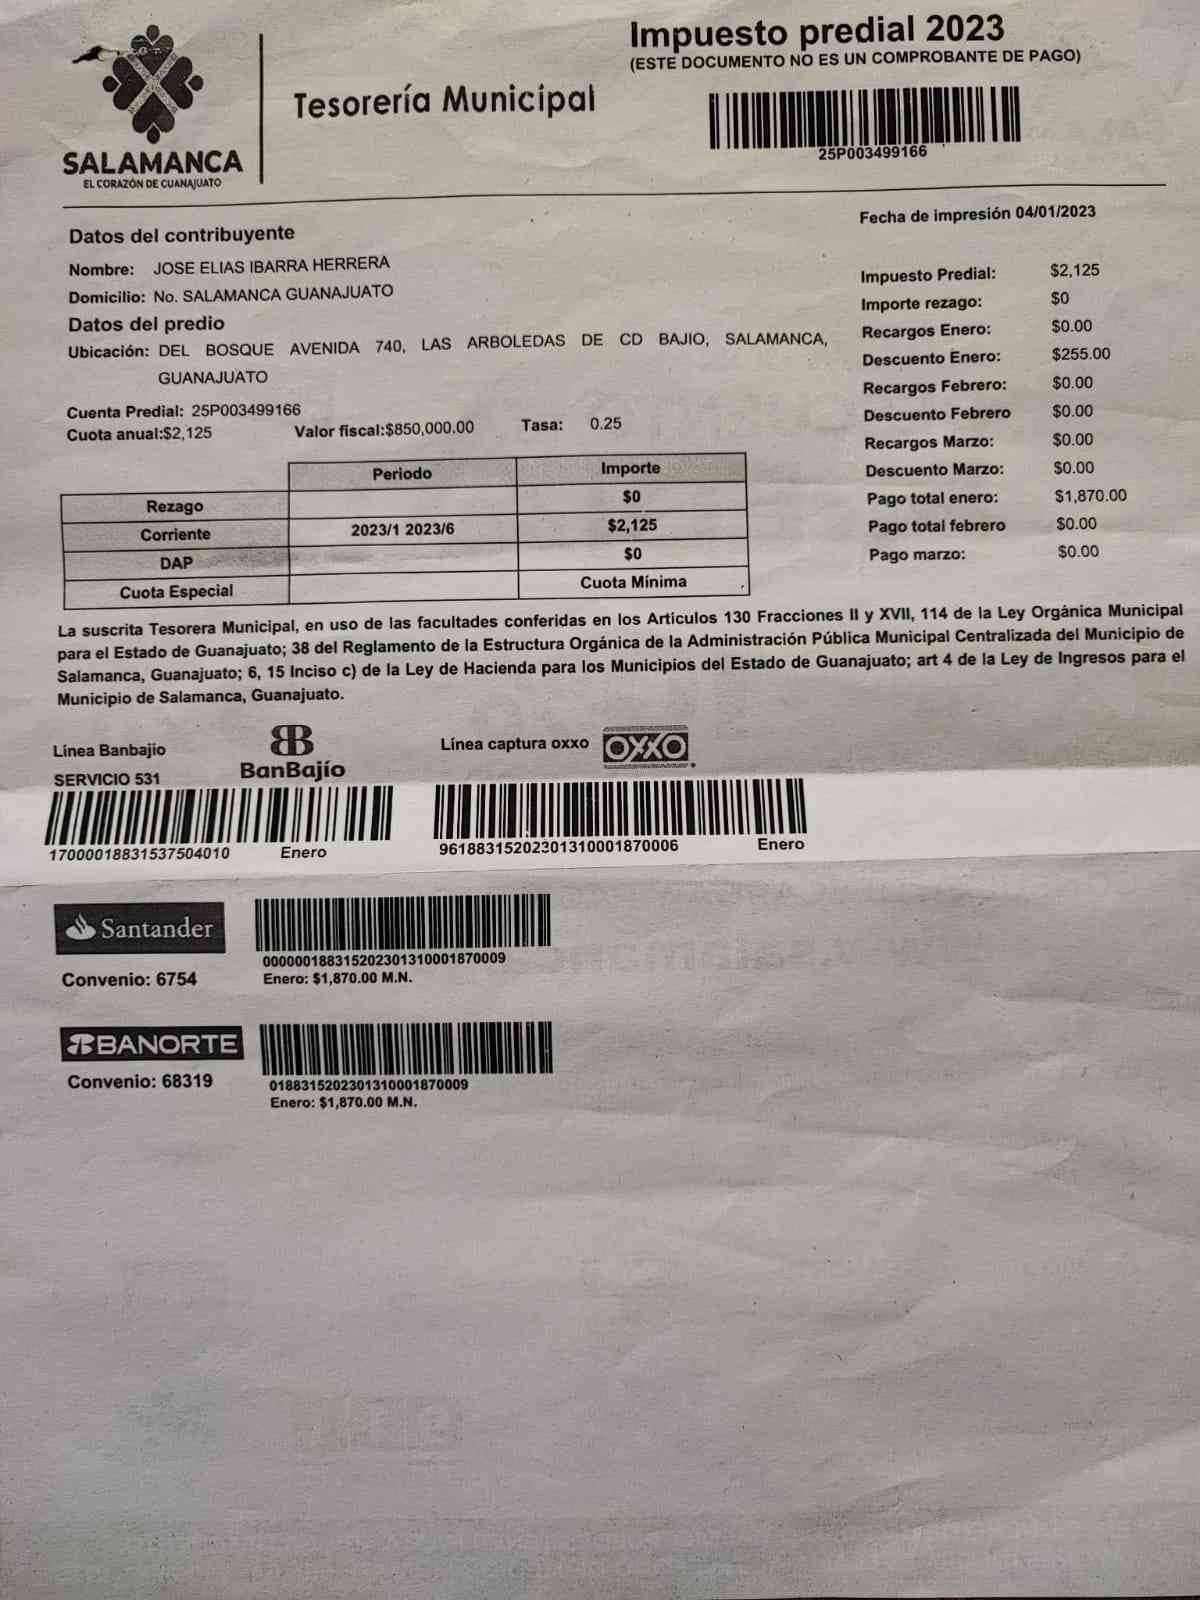 Impuesto predial 2023
(ESTE DOCUMENTO NO ES UN COMPROBANTE DE PAGO)
Tesorería Municipal
25P003499166
SALAMANCA
EL CORAZÓN DE GUANAJUATO
Fecha de impresión 04/01/2023
Datos del contribuyente
Nombre: JOSE ELIAS IBARRA HERRERA
Domicilio: No. SALAMANCA GUANAJUATO
Datos del predio
Ubicación: DEL BOSQUE AVENIDA 740, LAS ARBOLEDAS DE CD BAJIO, SALAMANCA,
GUANAJUATO
Cuenta Predial: 25P003499166
Cuota anual:$2,125 Valor fiscal:$850,000.00 Tasa: 0.25
Impuesto Predial: $2,125
Importe rezago: $0
Recargos Enero: $0.00
Descuento Enero: $255.00
Recargos Febrero: $0.00
Descuento Febrero $0.00
Recargos Marzo: $0.00
Descuento Marzo: $0.00
Pago total enero: $1,870.00
Pago total febrero $0.00
Pago marzo: $0.00
Periodo Importe
Rezago $0
Corriente 2023/1 2023/6 $2,125
DAP $0
Cuota Especial Cuota Mínima
La suscrita Tesorera Municipal, en uso de las facultades conferidas en los Artículos 130 Fracciones II y XVII, 114 de la Ley Orgánica Municipal
para el Estado de Guanajuato; 38 del Reglamento de la Estructura Orgánica de la Administración Pública Municipal Centralizada del Municipio de
Salamanca, Guanajuato; 6, 15 Inciso c) de la Ley de Hacienda para los Municipios del Estado de Guanajuato; art 4 de la Ley de Ingresos para el
Municipio de Salamanca, Guanajuato.
Línea Banbajio
SERVICIO 531
BanBajío
Línea captura oxxo OXXO
17000018831537504010 Enero
96188315202301310001870006 Enero
Santander
Convenio: 6754
000000188315202301310001870009
Enero: $1,870.00 M.N.
BANORTE
Convenio: 68319
0188315202301310001870009
Enero: $1,870.00 M.N.